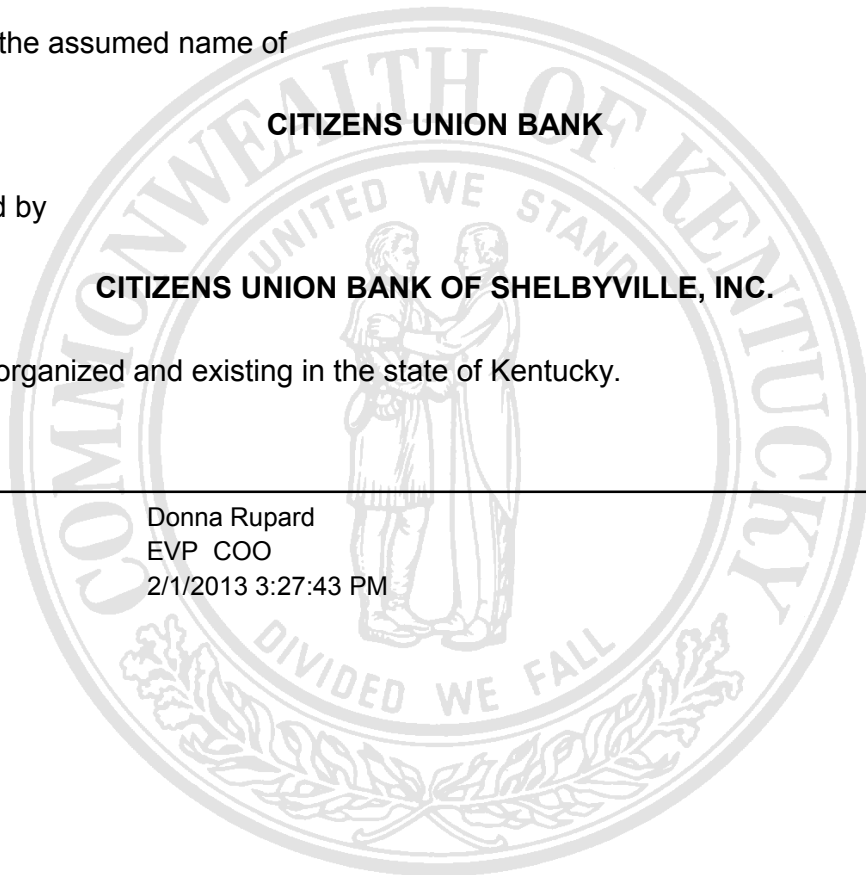 the assumed name of
CITIZENS UNION BANK
d by
CITIZENS UNION BANK OF SHELBYVILLE, INC.
organized and existing in the state of Kentucky.
Donna Rupard
EVP COO
2/1/2013 3:27:43 PM
COMMONWEALTH OF KENTUCKY
UNITED WE STAND
DIVIDED WE FALL